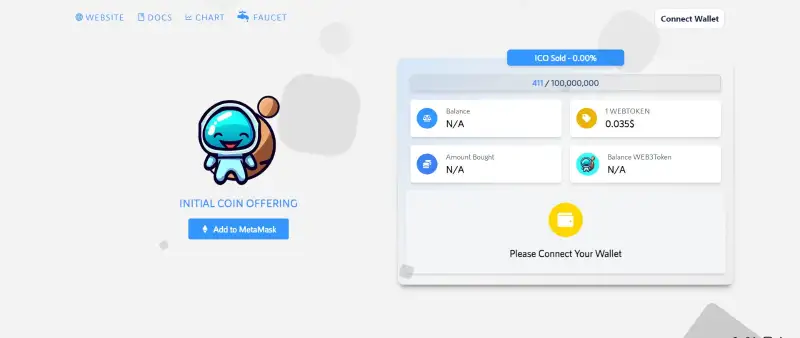 WEBSITE DOCS CHART FAUCET
Connect Wallet
ICO Sold - 0.00%
411 / 100,000,000
Balance
N/A
1 WEBTOKEN
0.035$
Amount Bought
N/A
Balance WEB3Token
N/A
INITIAL COIN OFFERING
Add to MetaMask
Please Connect Your Wallet